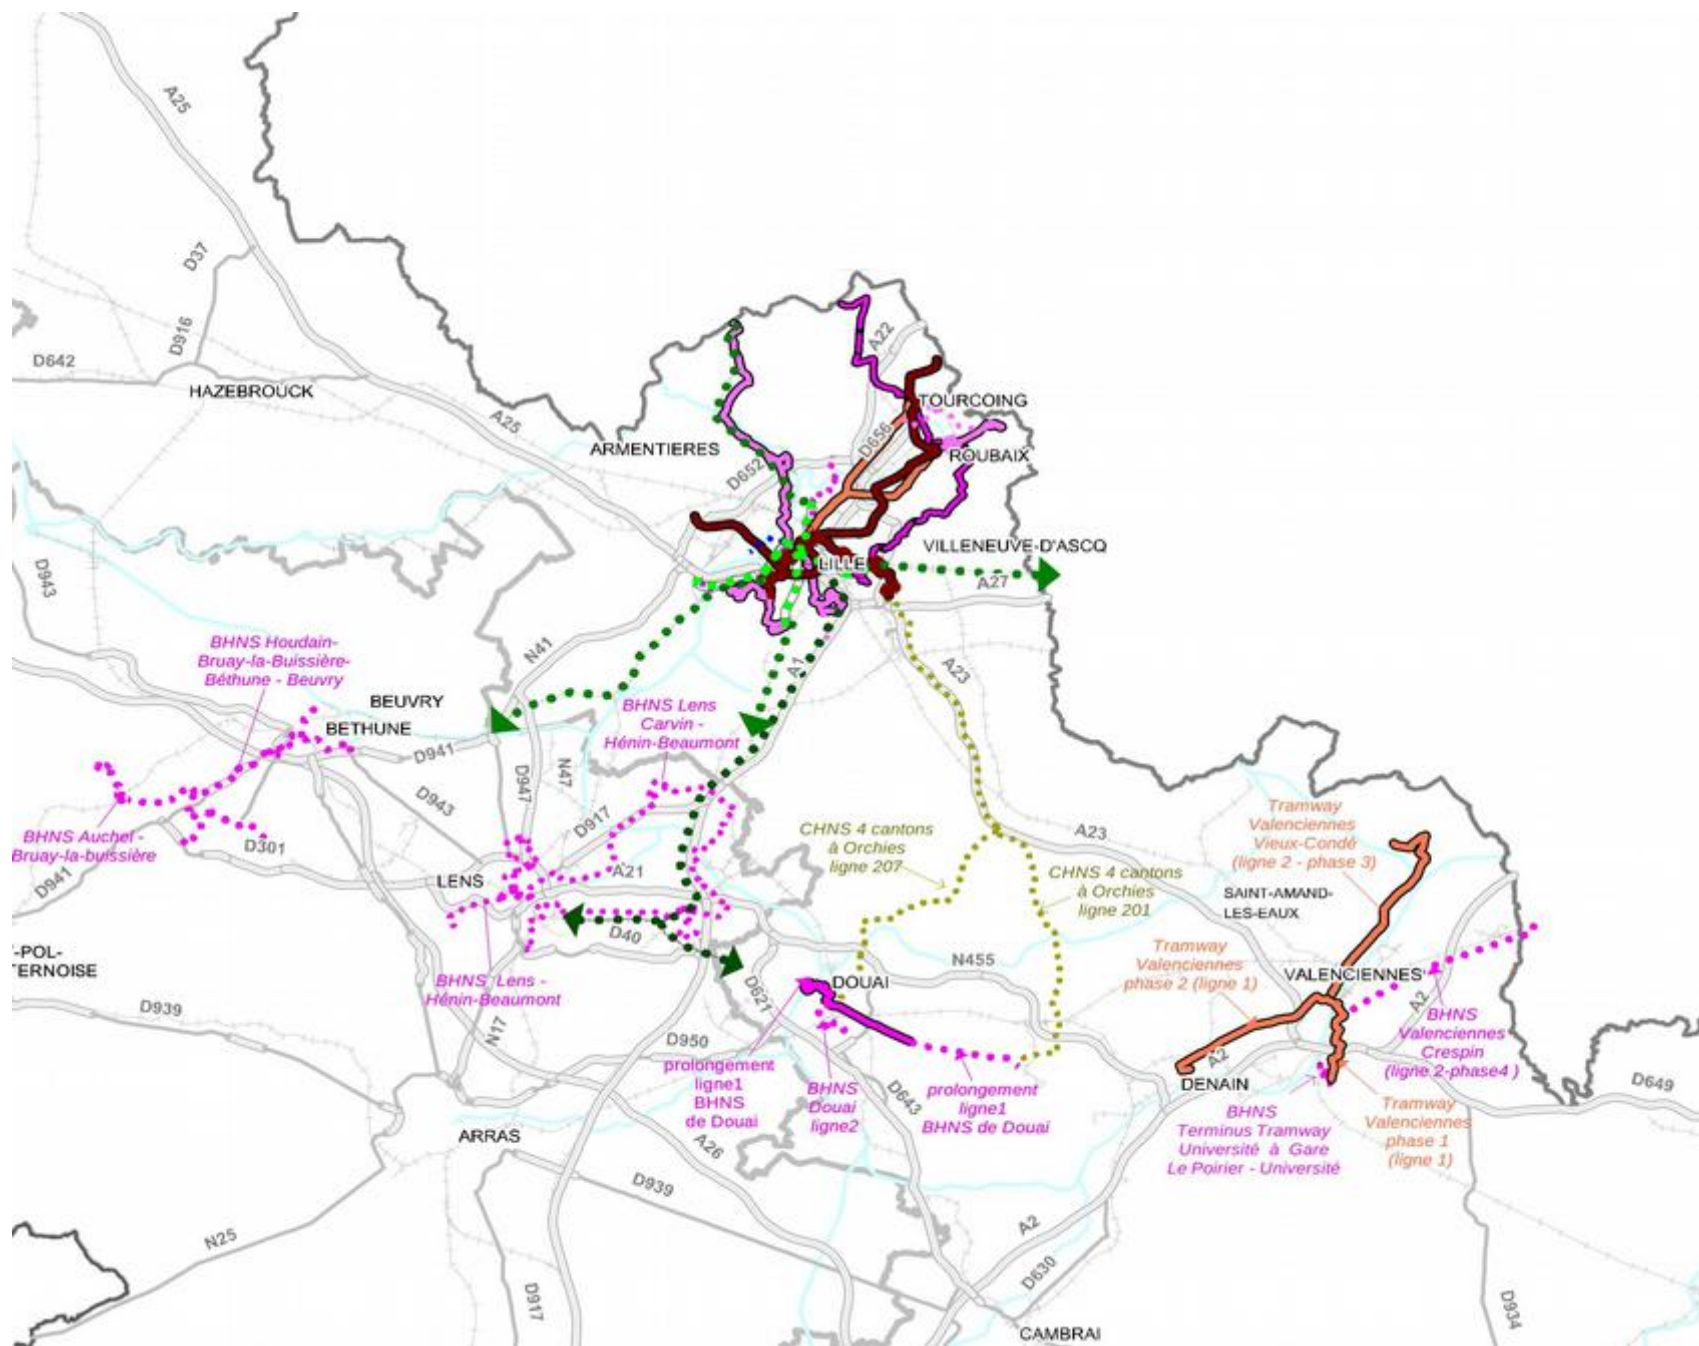 A25
D37
D916
D642
HAZEBROUCK
A25
ARMENTIERES
D652
A22
TOURCOING
D656
ROUBAIX
LILLE
VILLENEUVE-D'ASCQ
A27
D943
N41
A1
A23
BHNS Houdain-
Bruay-la-Buissière-
Béthune - Beuvry
BEUVRY
BETHUNE
D941
BHNS Lens
Carvin -
Hénin-Beaumont
D947
N47
D943
D917
BHNS Auchel -
Bruay-la-buissière
D301
D941
LENS
A21
D40
BHNS Lens -
Hénin-Beaumont
CHNS 4 cantons
à Orchies
ligne 207
A23
CHNS 4 cantons
à Orchies
ligne 201
Tramway
Valenciennes
Vieux-Condé
(ligne 2 - phase 3)
SAINT-AMAND-
LES-EAUX
Tramway
Valenciennes
phase 2 (ligne 1)
VALENCIENNES
-POL-
TERNOISE
D939
N17
D621
DOUAI
N455
D950
prolongement
ligne1
BHNS
de Douai
BHNS
Douai
ligne2
D643
prolongement
ligne1
BHNS de Douai
A2
DENAIN
A2
BHNS
Valenciennes
Crespin
(ligne 2-phase4 )
D649
BHNS
Terminus Tramway
Université à Gare
Le Poirier - Université
Tramway
Valenciennes
phase 1
(ligne 1)
ARRAS
A26
D939
N25
D917
A2
D630
D934
CAMBRAI